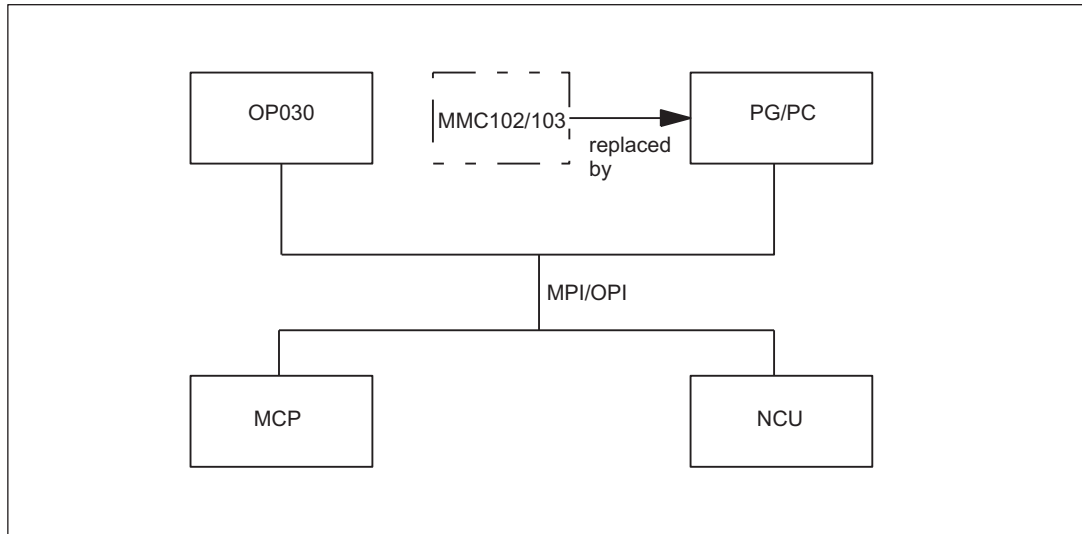 OP030
MMC102/103
replaced
by
PG/PC
MPI/OPI
MCP
NCU